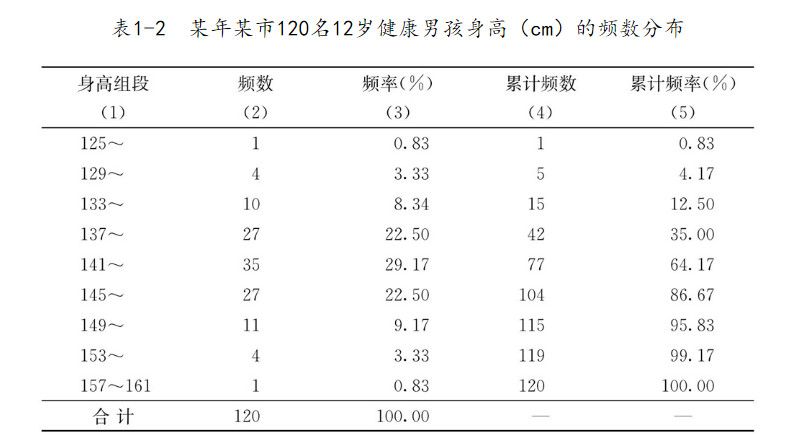 表1-2 某年某市120名12岁健康男孩身高（cm）的频数分布
身高组段 频数 频率(%) 累计频数 累计频率(%)
(1) (2) (3) (4) (5)
125～ 1 0.83 1 0.83
129～ 4 3.33 5 4.17
133～ 10 8.34 15 12.50
137～ 27 22.50 42 35.00
141～ 35 29.17 77 64.17
145～ 27 22.50 104 86.67
149～ 11 9.17 115 95.83
153～ 4 3.33 119 99.17
157～161 1 0.83 120 100.00
合计 120 100.00 — —